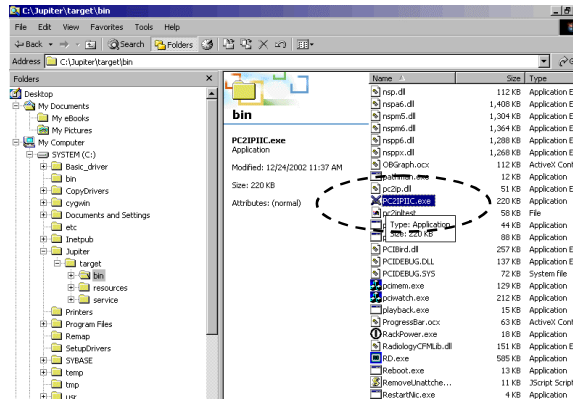 C:\Jupiter\target\bin
File Edit View Favorites Tools Help
Back Search Folders
Address C:\Jupiter\target\bin
Folders
Desktop
My Documents
My eBooks
My Pictures
My Computer
SYSTEM (C:)
Basic_driver
bin
CopyDrivers
cygwin
Documents and Settings
etc
Inetpub
Jupiter
target
bin
resources
service
Printers
Program Files
Remap
SetupDrivers
SYBASE
temp
tmp
usr
bin
PC2IPIIC.exe
Application
Modified: 12/24/2002 11:37 AM
Size: 220 KB
Attributes: (normal)
Name Size Type
nsp.dll 112 KB Application E
nspa6.dll 1,408 KB Application E
nspm5.dll 1,304 KB Application E
nspm6.dll 1,364 KB Application E
nspp6.dll 1,288 KB Application E
nsppx.dll 1,268 KB Application E
OBGraph.ocx 112 KB ActiveX Cont
12 KB Application
pc2ip.dll 51 KB Application E
PC2IPIIC.exe 220 KB Application
pc2ipltest 58 KB File
Type: Application
44 KB Application
Size: 220 KB
88 KB Application
PCIBird.dll 257 KB Application E
PCIDEBUG.DLL 137 KB Application E
PCIDEBUG.SYS 72 KB System file
pcimem.exe 129 KB Application
pciwatch.exe 212 KB Application
playback.exe 15 KB Application
ProgressBar.ocx 63 KB ActiveX Cont
RackPower.exe 18 KB Application
RadiologyCFMLib.dll 151 KB Application E
RD.exe 585 KB Application
Reboot.exe 13 KB Application
RemoveUnattche... 11 KB JScript Script
RestartNic.exe 4 KB Application